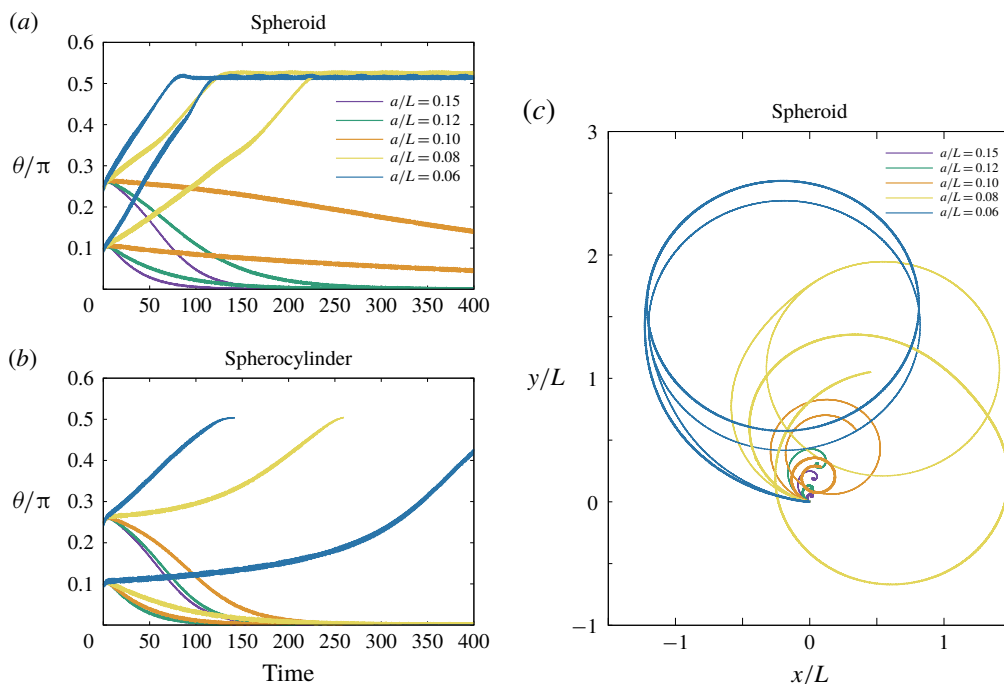 (a)
Spheroid
0.6
0.5
0.4
θ/π
0.3
0.2
0.1
0 50 100 150 200 250 300 350 400
a/L = 0.15
a/L = 0.12
a/L = 0.10
a/L = 0.08
a/L = 0.06
(b)
Spherocylinder
0.6
0.5
0.4
θ/π
0.3
0.2
0.1
0 50 100 150 200 250 300 350 400
Time
(c)
Spheroid
3
2
y/L
1
0
−1
−1 0 1
x/L
a/L = 0.15
a/L = 0.12
a/L = 0.10
a/L = 0.08
a/L = 0.06